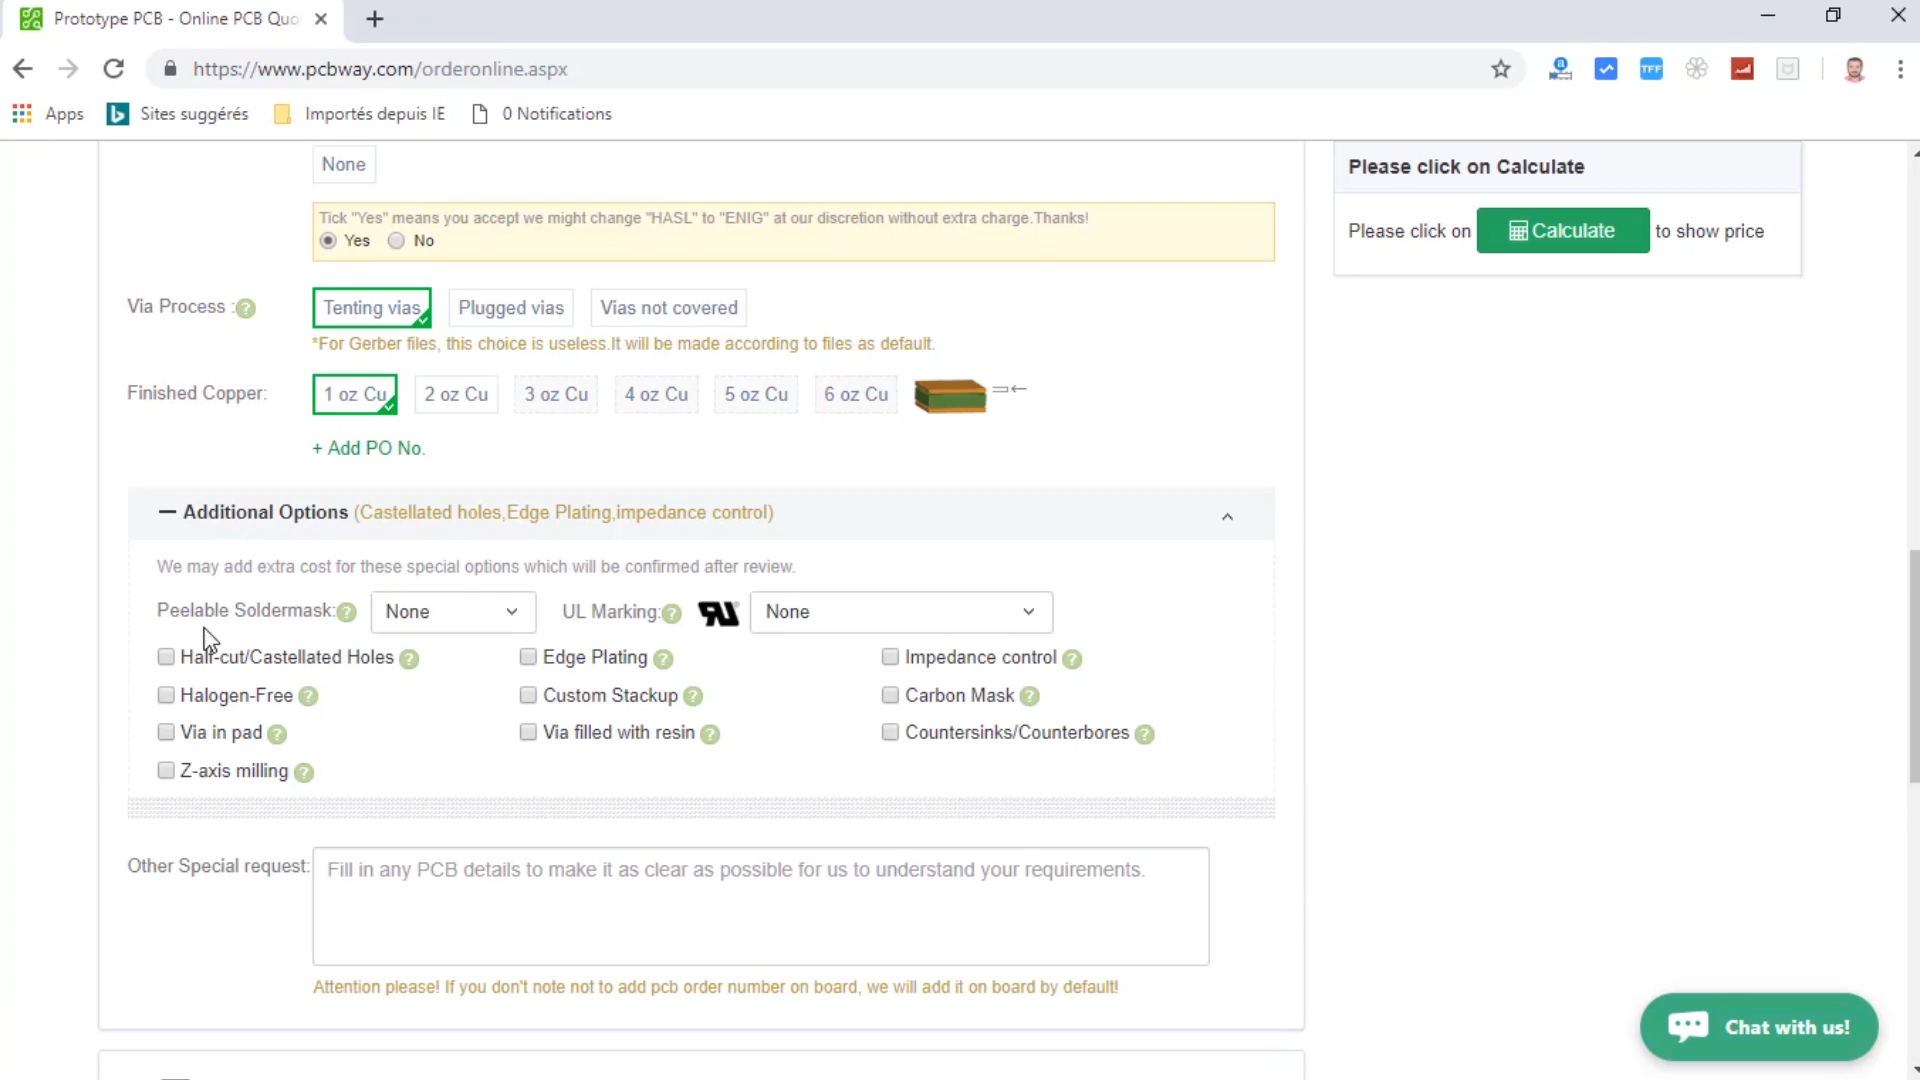 Prototype PCB - Online PCB Quo
https://www.pcbway.com/orderonline.aspx
TFF
Apps
Sites suggérés
Importés depuis IE
0 Notifications
None
Tick "Yes" means you accept we might change "HASL" to "ENIG" at our discretion without extra charge.Thanks!
Yes
No
Via Process :?
Tenting vias
Plugged vias
Vias not covered
*For Gerber files, this choice is useless.It will be made according to files as default.
Finished Copper:
1 oz Cu
2 oz Cu
3 oz Cu
4 oz Cu
5 oz Cu
6 oz Cu
+ Add PO No.
Additional Options (Castellated holes,Edge Plating,impedance control)
We may add extra cost for these special options which will be confirmed after review.
Peelable Soldermask:?
None
UL Marking:?
None
Half-cut/Castellated Holes ?
Edge Plating ?
Impedance control ?
Halogen-Free ?
Custom Stackup ?
Carbon Mask ?
Via in pad ?
Via filled with resin ?
Countersinks/Counterbores ?
Z-axis milling ?
Other Special request:
Fill in any PCB details to make it as clear as possible for us to understand your requirements.
Attention please! If you don't note not to add pcb order number on board, we will add it on board by default!
Please click on Calculate
Please click on Calculate to show price
Chat with us!